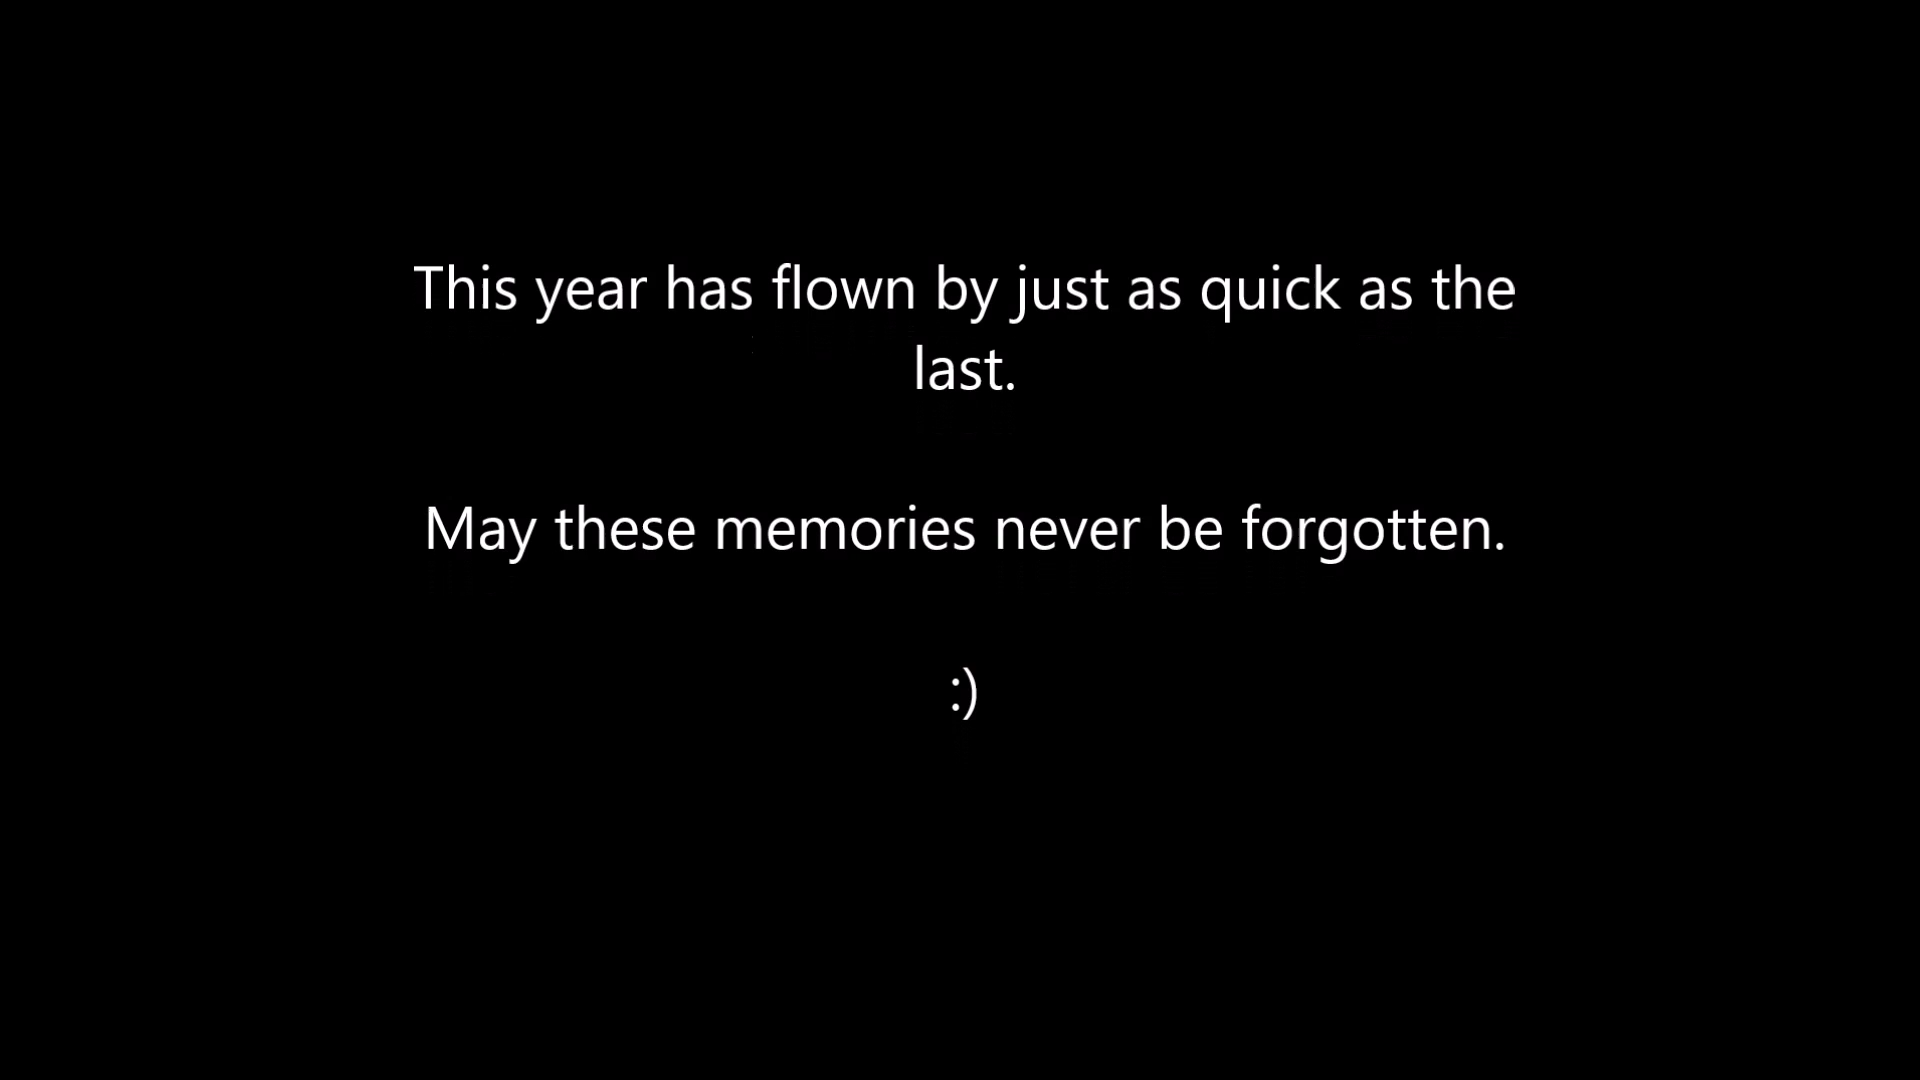 This year has flown by just as quick as the
last.
May these memories never be forgotten.
:)